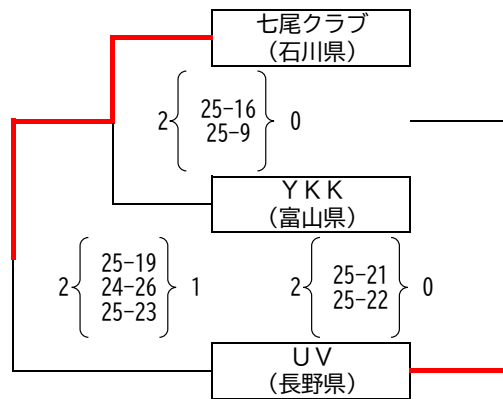 七尾クラブ
（石川県）
2 25-16 0
25-9
ＹＫＫ
（富山県）
25-19
2 24-26 1
25-23
2 25-21 0
25-22
ＵＶ
（長野県）